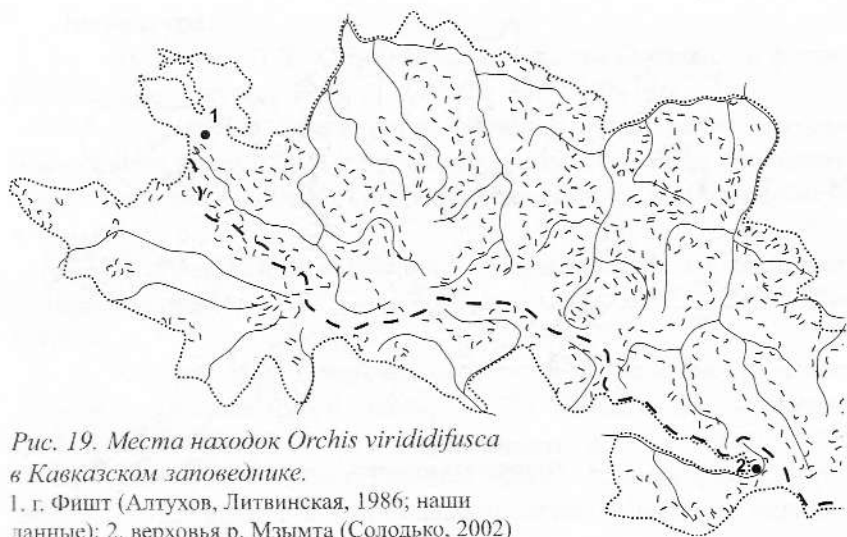 1
2
Рис. 19. Места находок Orchis virididifusca
в Кавказском заповеднике.
1. г. Фишт (Алтухов, Литвинская, 1986; наши
данные); 2. верховья р. Мзымта (Солодько, 2002)